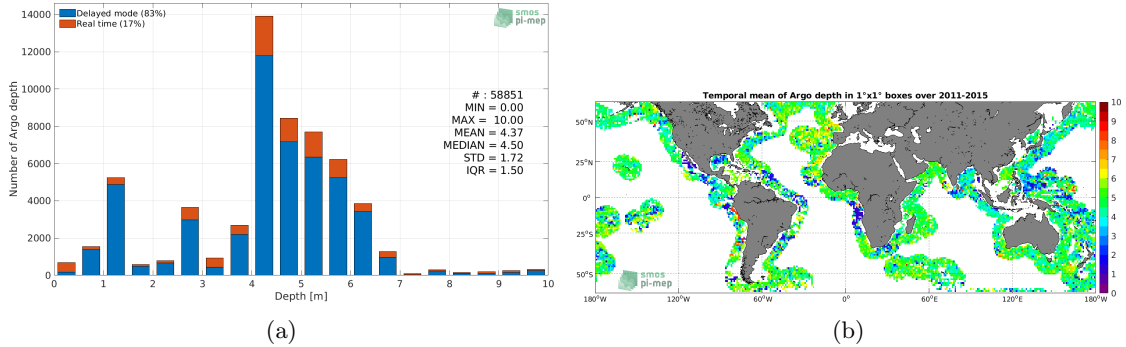 Delayed mode (83%)
Real time (17%)
smos
pi-mep
# : 58851
MIN = 0.00
MAX = 10.00
MEAN = 4.37
MEDIAN = 4.50
STD = 1.72
IQR = 1.50
Number of Argo depth
14000
12000
10000
8000
6000
4000
2000
0
0 1 2 3 4 5 6 7 8 9 10
Depth [m]
(a)
Temporal mean of Argo depth in 1°x1° boxes over 2011-2015
50°N
25°N
0°
25°S
50°S
180°W 120°W 60°W 0° 60°E 120°E 180°W
10
9
8
7
6
5
4
3
2
1
0
smos
pi-mep
(b)